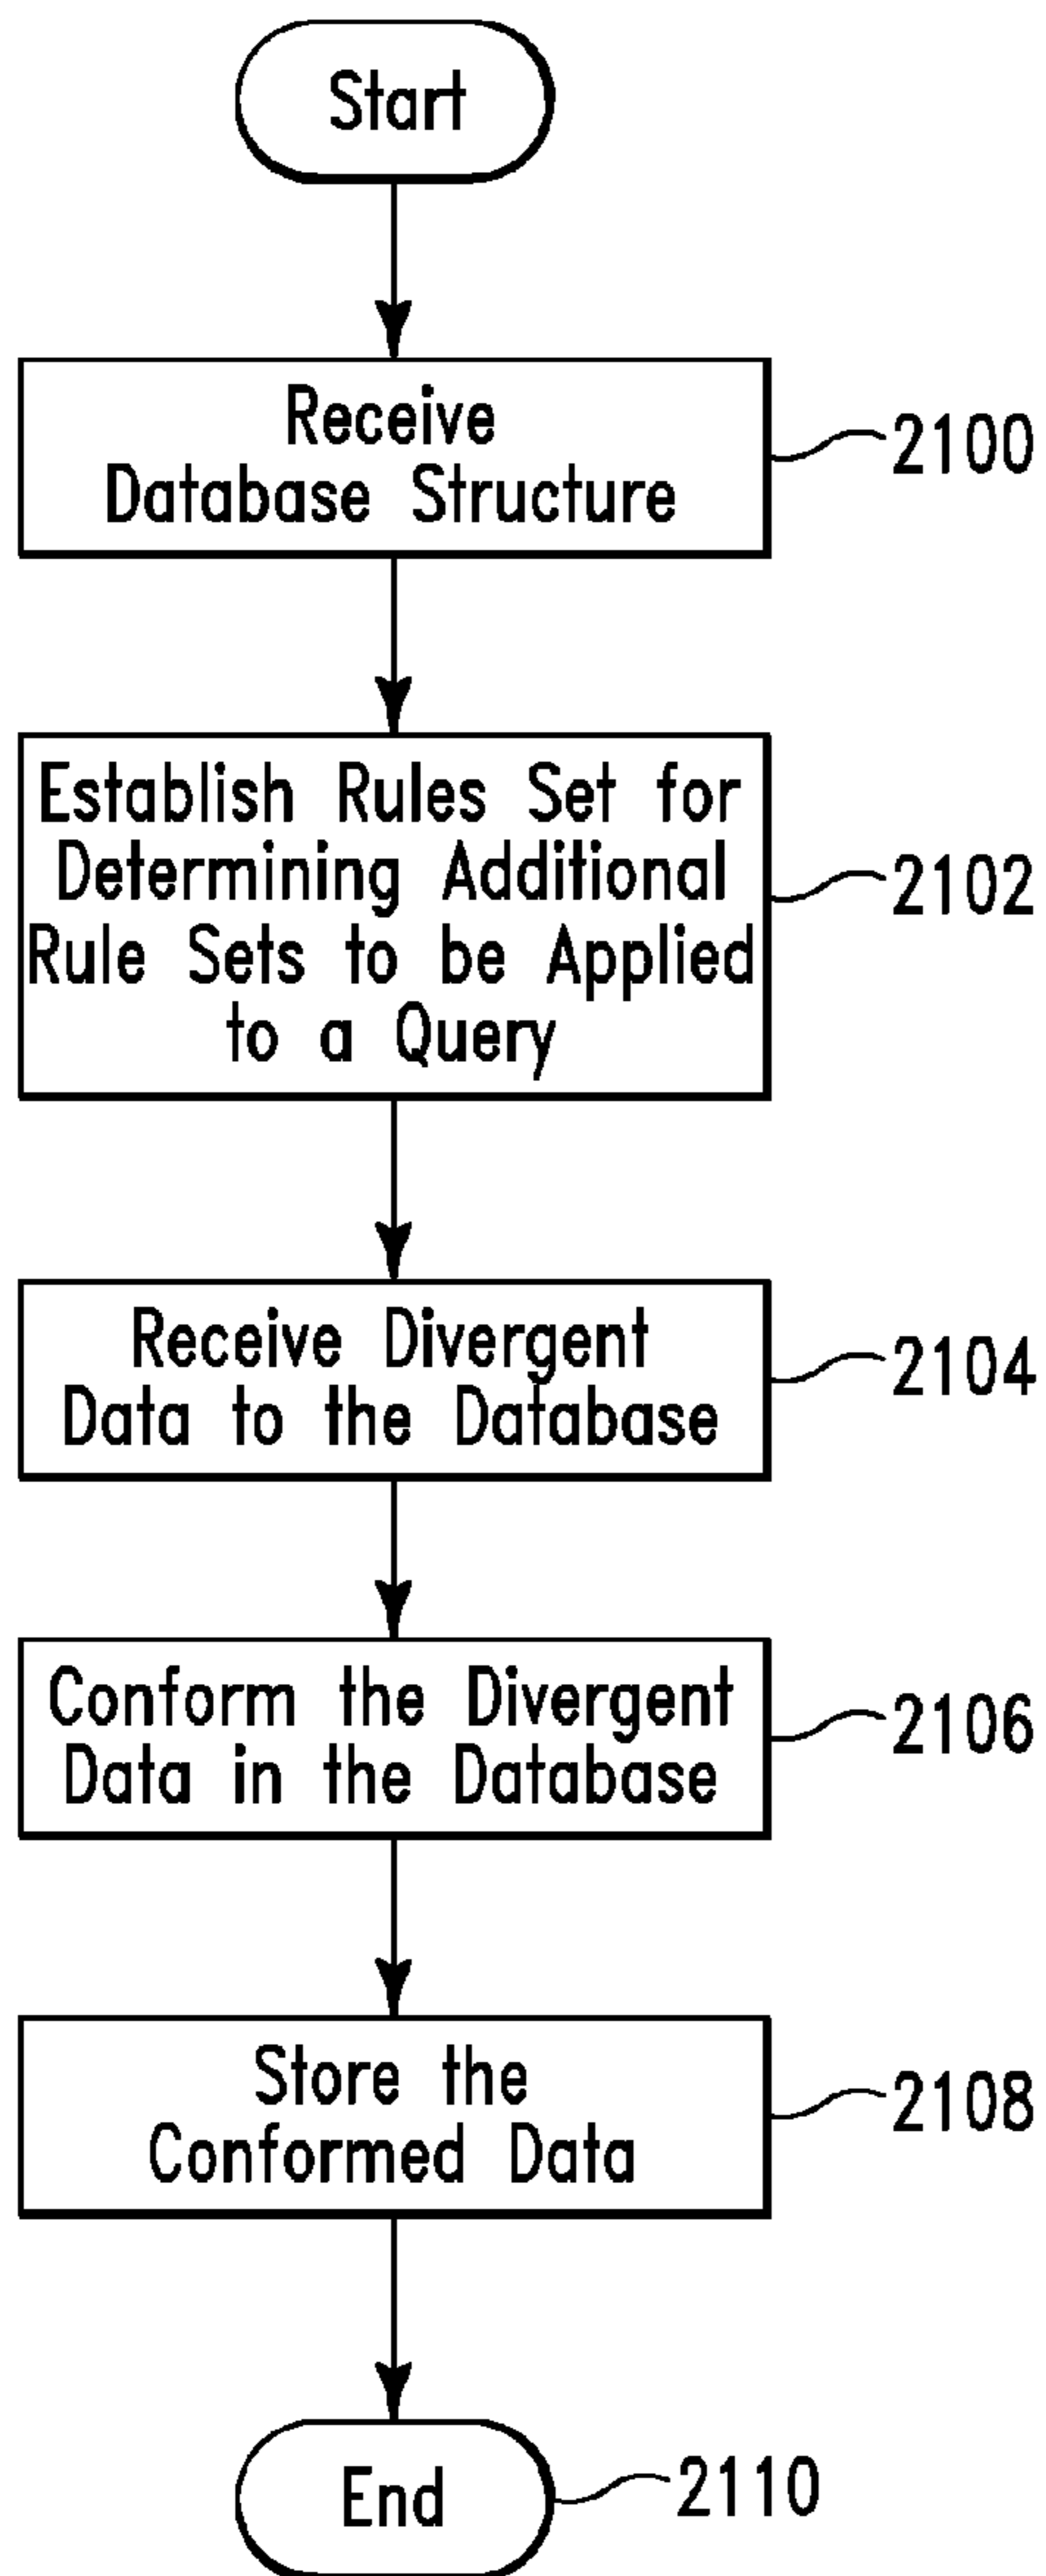 Start
Receive
Database Structure
2100
Establish Rules Set for
Determining Additional
Rule Sets to be Applied
to a Query
2102
Receive Divergent
Data to the Database
2104
Conform the Divergent
Data in the Database
2106
Store the
Conformed Data
2108
End
2110